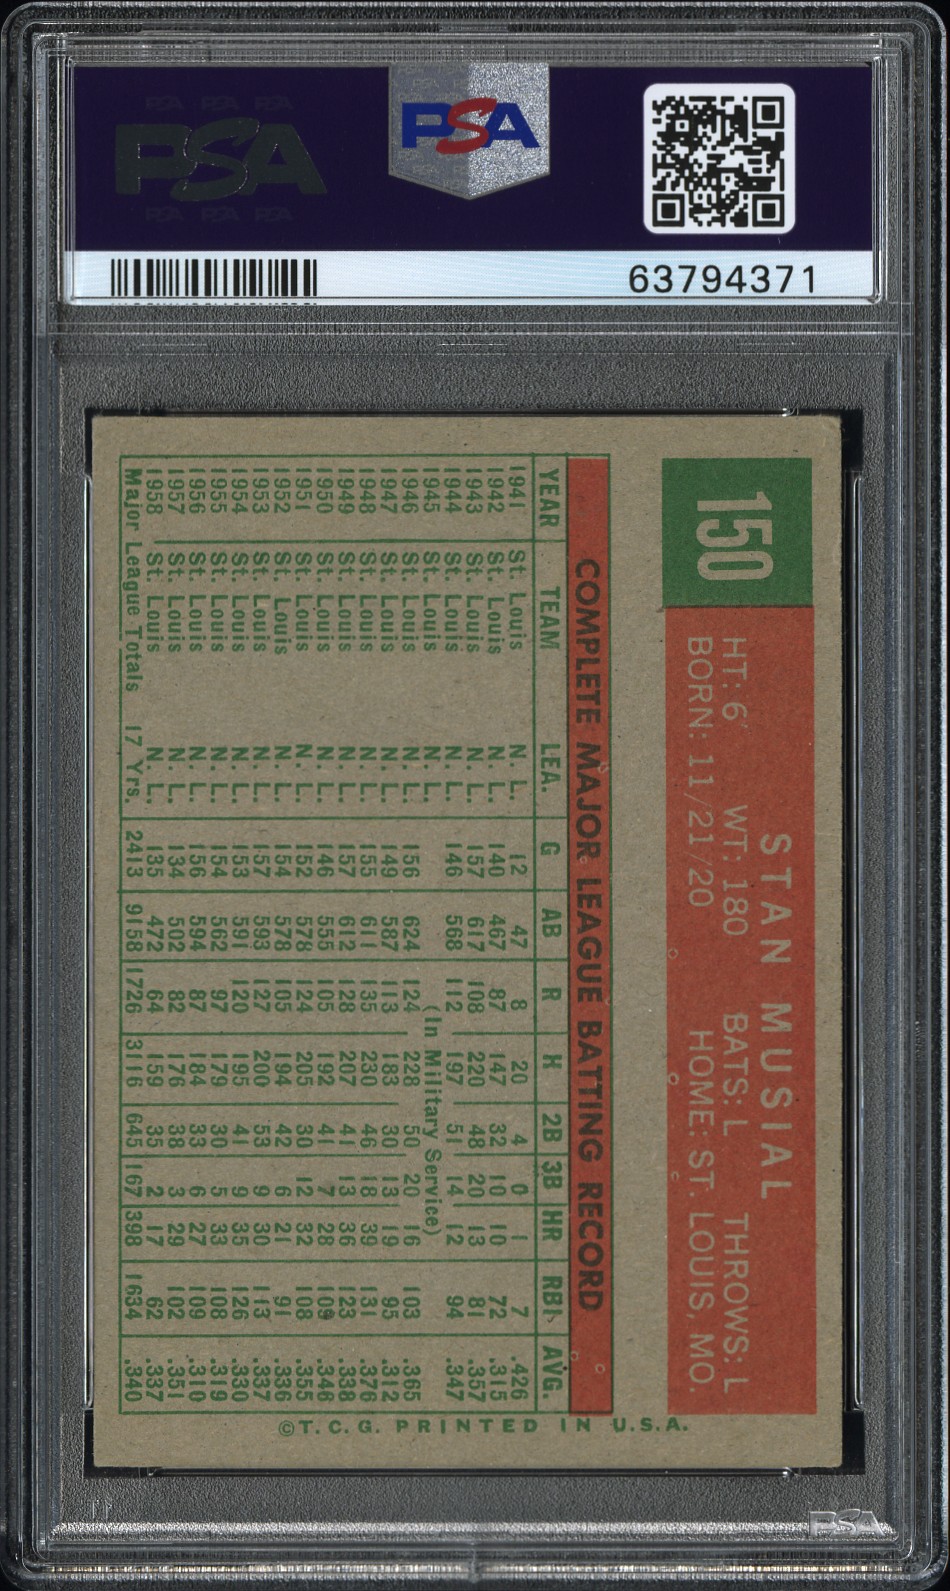 PSA
PSA
63794371
150
STAN MUSIAL
HT: 6' WT: 180 BATS: L THROWS: L
BORN: 11/21/20 HOME: ST. LOUIS, MO.
COMPLETE MAJOR LEAGUE BATTING RECORD
YEAR TEAM LEA. G AB R H 2B 3B HR RBI AVG.
1941 St. Louis N. L. 12 47 8 20 4 0 1 7 .426
1942 St. Louis N. L. 140 467 87 147 32 10 10 72 .315
1943 St. Louis N. L. 157 617 108 220 48 20 13 81 .357
1944 St. Louis N. L. 146 568 112 197 51 14 12 94 .347
1945 St. Louis N. L. (In Military Service)
1946 St. Louis N. L. 156 624 124 228 50 20 16 103 .365
1947 St. Louis N. L. 149 587 113 183 30 13 19 95 .312
1948 St. Louis N. L. 155 611 135 230 46 18 39 131 .376
1949 St. Louis N. L. 157 612 128 207 41 13 36 123 .338
1950 St. Louis N. L. 146 555 105 192 41 7 28 109 .346
1951 St. Louis N. L. 152 578 124 205 30 12 32 108 .355
1952 St. Louis N. L. 154 578 105 194 42 6 21 91 .336
1953 St. Louis N. L. 157 593 127 200 53 9 30 113 .337
1954 St. Louis N. L. 153 591 120 195 41 9 35 126 .330
1955 St. Louis N. L. 154 562 97 179 30 5 33 108 .319
1956 St. Louis N. L. 156 594 87 184 33 6 27 109 .310
1957 St. Louis N. L. 134 502 82 176 38 3 29 102 .351
1958 St. Louis N. L. 135 472 64 159 35 2 17 62 .337
Major League Totals 17 Yrs. 2413 9158 1726 3116 645 167 398 1634 .340
©T.C.G. PRINTED IN U.S.A.
PSA